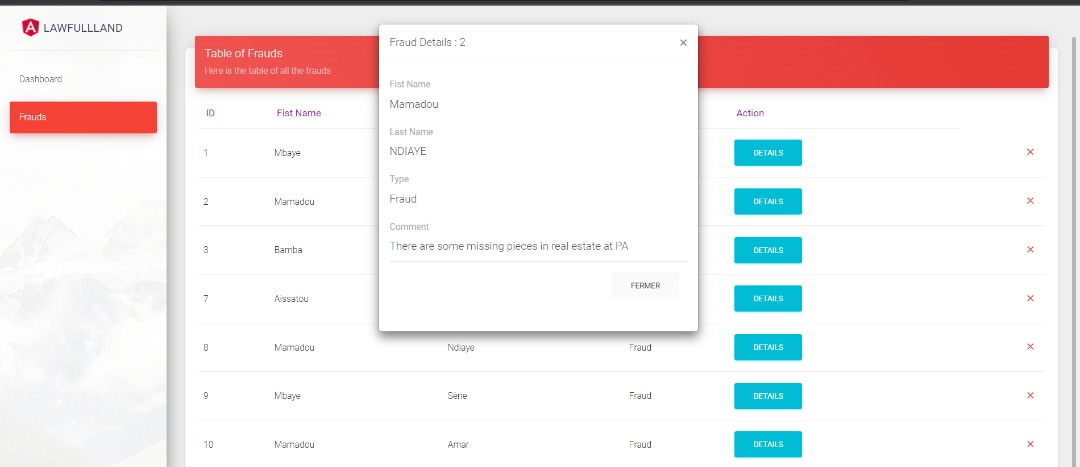 LAWFULLLAND
Dashboard
Frauds
Table of Frauds
Here is the table of all the frauds
ID Fist Name Action
1 Mbaye DETAILS ×
2 Mamadou DETAILS ×
3 Bamba DETAILS ×
7 Aissatou DETAILS ×
8 Mamadou Ndiaye Fraud DETAILS ×
9 Mbaye Sène Fraud DETAILS ×
10 Mamadou Amar Fraud DETAILS ×
Fraud Details : 2 ×
Fist Name
Mamadou
Last Name
NDIAYE
Type
Fraud
Comment
There are some missing pieces in real estate at PA
FERMER